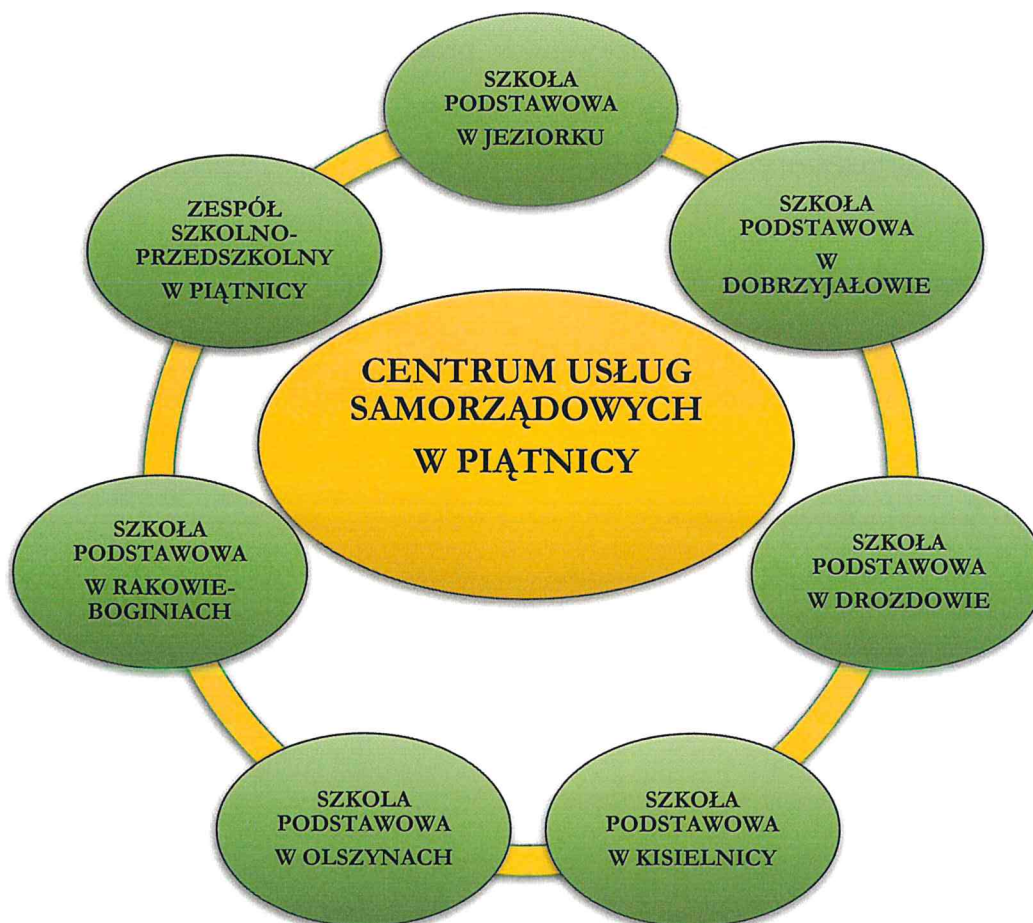 SZKOŁA
PODSTAWOWA
W JEZIORKU
ZESPÓŁ
SZKOLNO-
PRZEDSZKOLNY
W PIĄTNICY
SZKOŁA
PODSTAWOWA
W
DOBRZYJAŁOWIE
CENTRUM USŁUG
SAMORZĄDOWYCH
W PIĄTNICY
SZKOŁA
PODSTAWOWA
W RAKOWIE-
BOGINIACH
SZKOŁA
PODSTAWOWA
W DROZDOWIE
SZKOLA
PODSTAWOWA
W OLSZYNACH
SZKOŁA
PODSTAWOWA
W KISIELNICY